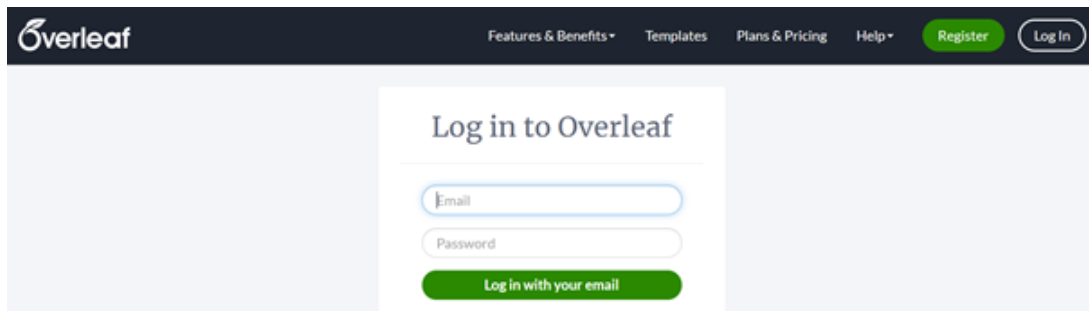 Overleaf
Features & Benefits Templates Plans & Pricing Help Register Log In
Log in to Overleaf
Email
Password
Log in with your email